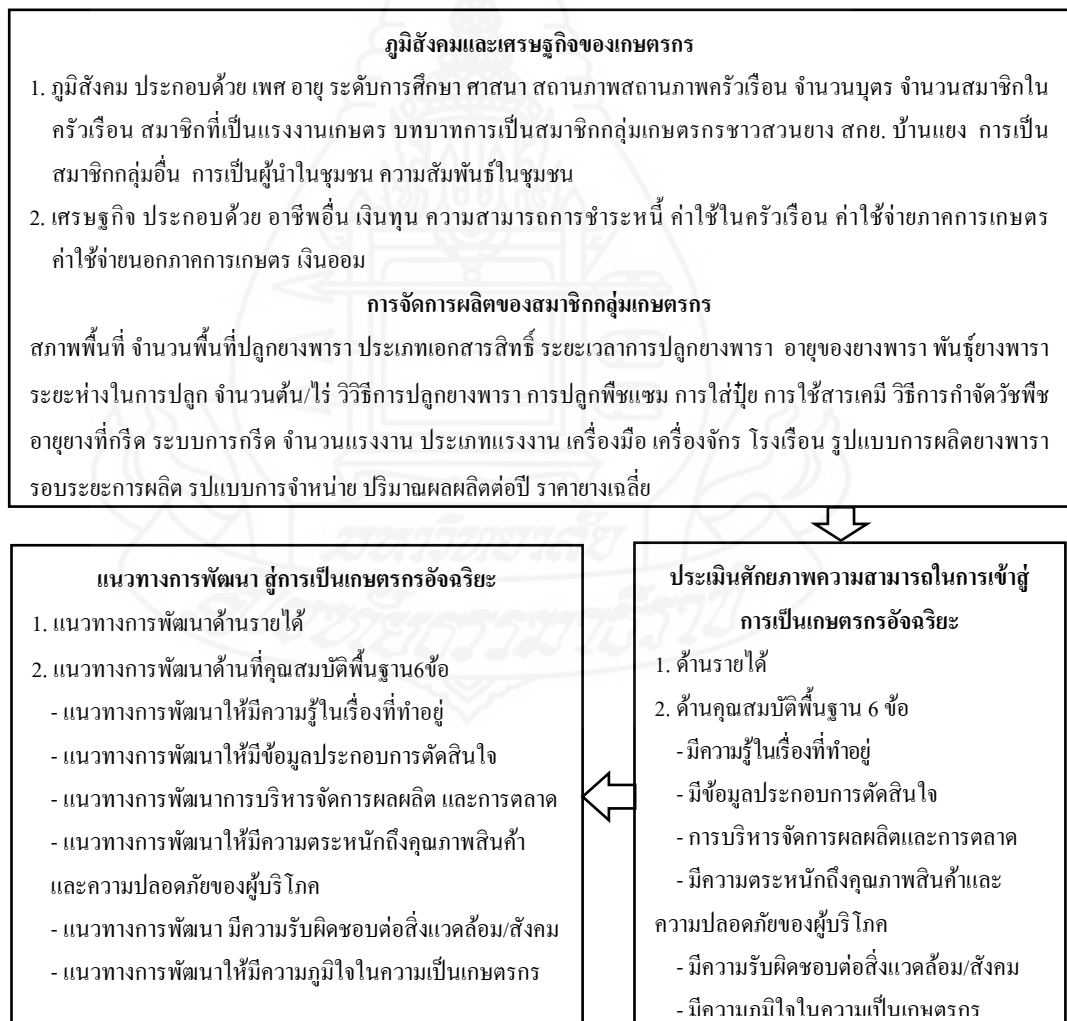 ภูมิสังคมและเศรษฐกิจของเกษตรกร
1. ภูมิสังคม ประกอบด้วย เพศ อายุ ระดับการศึกษา ศาสนา สถานภาพสถานภาพครัวเรือน จำนวนบุตร จำนวนสมาชิกใน
ครัวเรือน สมาชิกที่เป็นแรงงานเกษตร บทบาทการเป็นสมาชิกกลุ่มเกษตรกรชาวสวนยาง สกย. บ้านแยง การเป็น
สมาชิกกลุ่มอื่น การเป็นผู้นำในชุมชน ความสัมพันธ์ในชุมชน
2. เศรษฐกิจ ประกอบด้วย อาชีพอื่น เงินทุน ความสามารถการชำระหนี้ ค่าใช้ในครัวเรือน ค่าใช้จ่ายภาคการเกษตร
ค่าใช้จ่ายนอกภาคการเกษตร เงินออม
การจัดการผลิตของสมาชิกกลุ่มเกษตรกร
สภาพพื้นที่ จำนวนพื้นที่ปลูกยางพารา ประเภทเอกสารสิทธิ์ ระยะเวลาการปลูกยางพารา อายุของยางพารา พันธุ์ยางพารา
ระยะห่างในการปลูก จำนวนต้น/ไร่ วิวิธีการปลูกยางพารา การปลูกพืชแซม การใส่ปุ๋ย การใช้สารเคมี วิธีการกำจัดวัชพืช
อายุยางที่กรีด ระบบการกรีด จำนวนแรงงาน ประเภทแรงงาน เครื่องมือ เครื่องจักร โรงเรือน รูปแบบการผลิตยางพารา
รอบระยะการผลิต รูปแบบการจำหน่าย ปริมาณผลผลิตต่อปี ราคายางเฉลี่ย
แนวทางการพัฒนา สู่การเป็นเกษตรกรอัจฉริยะ
1. แนวทางการพัฒนาด้านรายได้
2. แนวทางการพัฒนาด้านที่คุณสมบัติพื้นฐาน6ข้อ
- แนวทางการพัฒนาให้มีความรู้ในเรื่องที่ทำอยู่
- แนวทางการพัฒนาให้มีข้อมูลประกอบการตัดสินใจ
- แนวทางการพัฒนาการบริหารจัดการผลผลิต และการตลาด
- แนวทางการพัฒนาให้มีความตระหนักถึงคุณภาพสินค้า
และความปลอดภัยของผู้บริโภค
- แนวทางการพัฒนา มีความรับผิดชอบต่อสิ่งแวดล้อม/สังคม
- แนวทางการพัฒนาให้มีความภูมิใจในความเป็นเกษตรกร
ประเมินศักยภาพความสามารถในการเข้าสู่
การเป็นเกษตรกรอัจฉริยะ
1. ด้านรายได้
2. ด้านคุณสมบัติพื้นฐาน 6 ข้อ
- มีความรู้ในเรื่องที่ทำอยู่
- มีข้อมูลประกอบการตัดสินใจ
- การบริหารจัดการผลผลิตและการตลาด
- มีความตระหนักถึงคุณภาพสินค้าและ
ความปลอดภัยของผู้บริโภค
- มีความรับผิดชอบต่อสิ่งแวดล้อม/สังคม
- มีความภูมิใจในความเป็นเกษตรกร